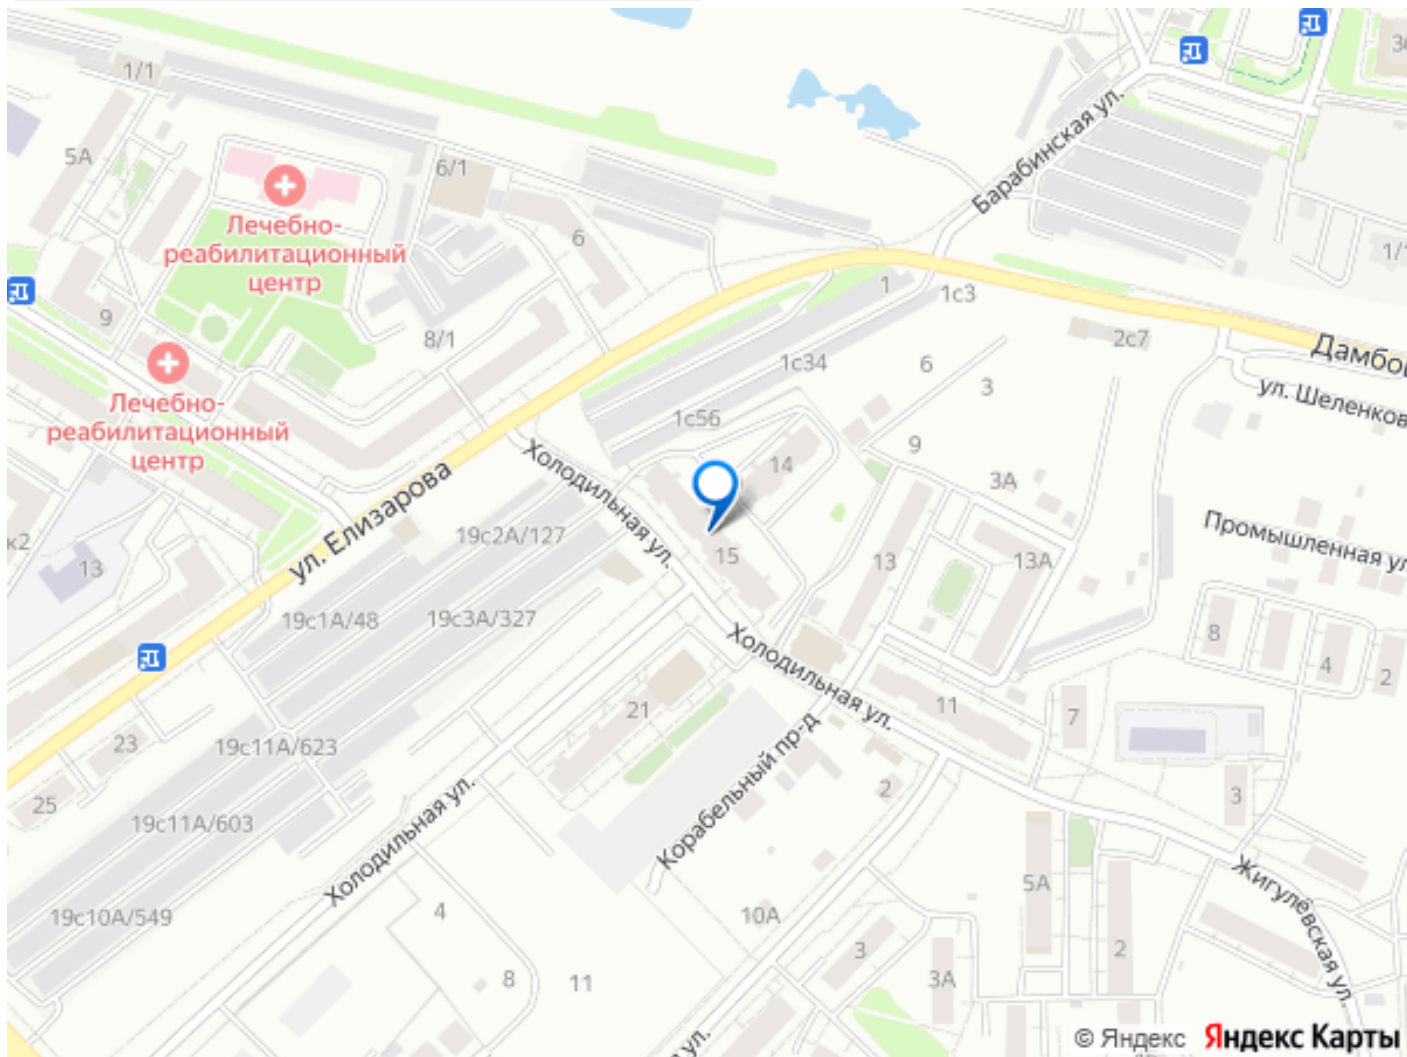 1/1
5А
6/1
Лечебно-
реабилитационный
центр
6
Барабинская ул.
1/1
9
8/1
1
1с3
Дамбов
2с7
1с34
6
3
ул. Шеленков
Лечебно-
реабилитационный
центр
1с56
9
14
3А
Холодильная ул.
ул. Елизарова
19с2А/127
15
13
13А
Промышленная ул
к2
13
19с1А/48
19с3А/327
Холодильная ул.
8
4
2
21
11
7
23
19с11А/623
Корабельный пр-д
25
19с11А/603
Холодильная ул.
2
3
5А
Жигулёвская ул.
19с10А/549
4
10А
3
2
8
11
3А
ул.
© Яндекс Яндекс Карты